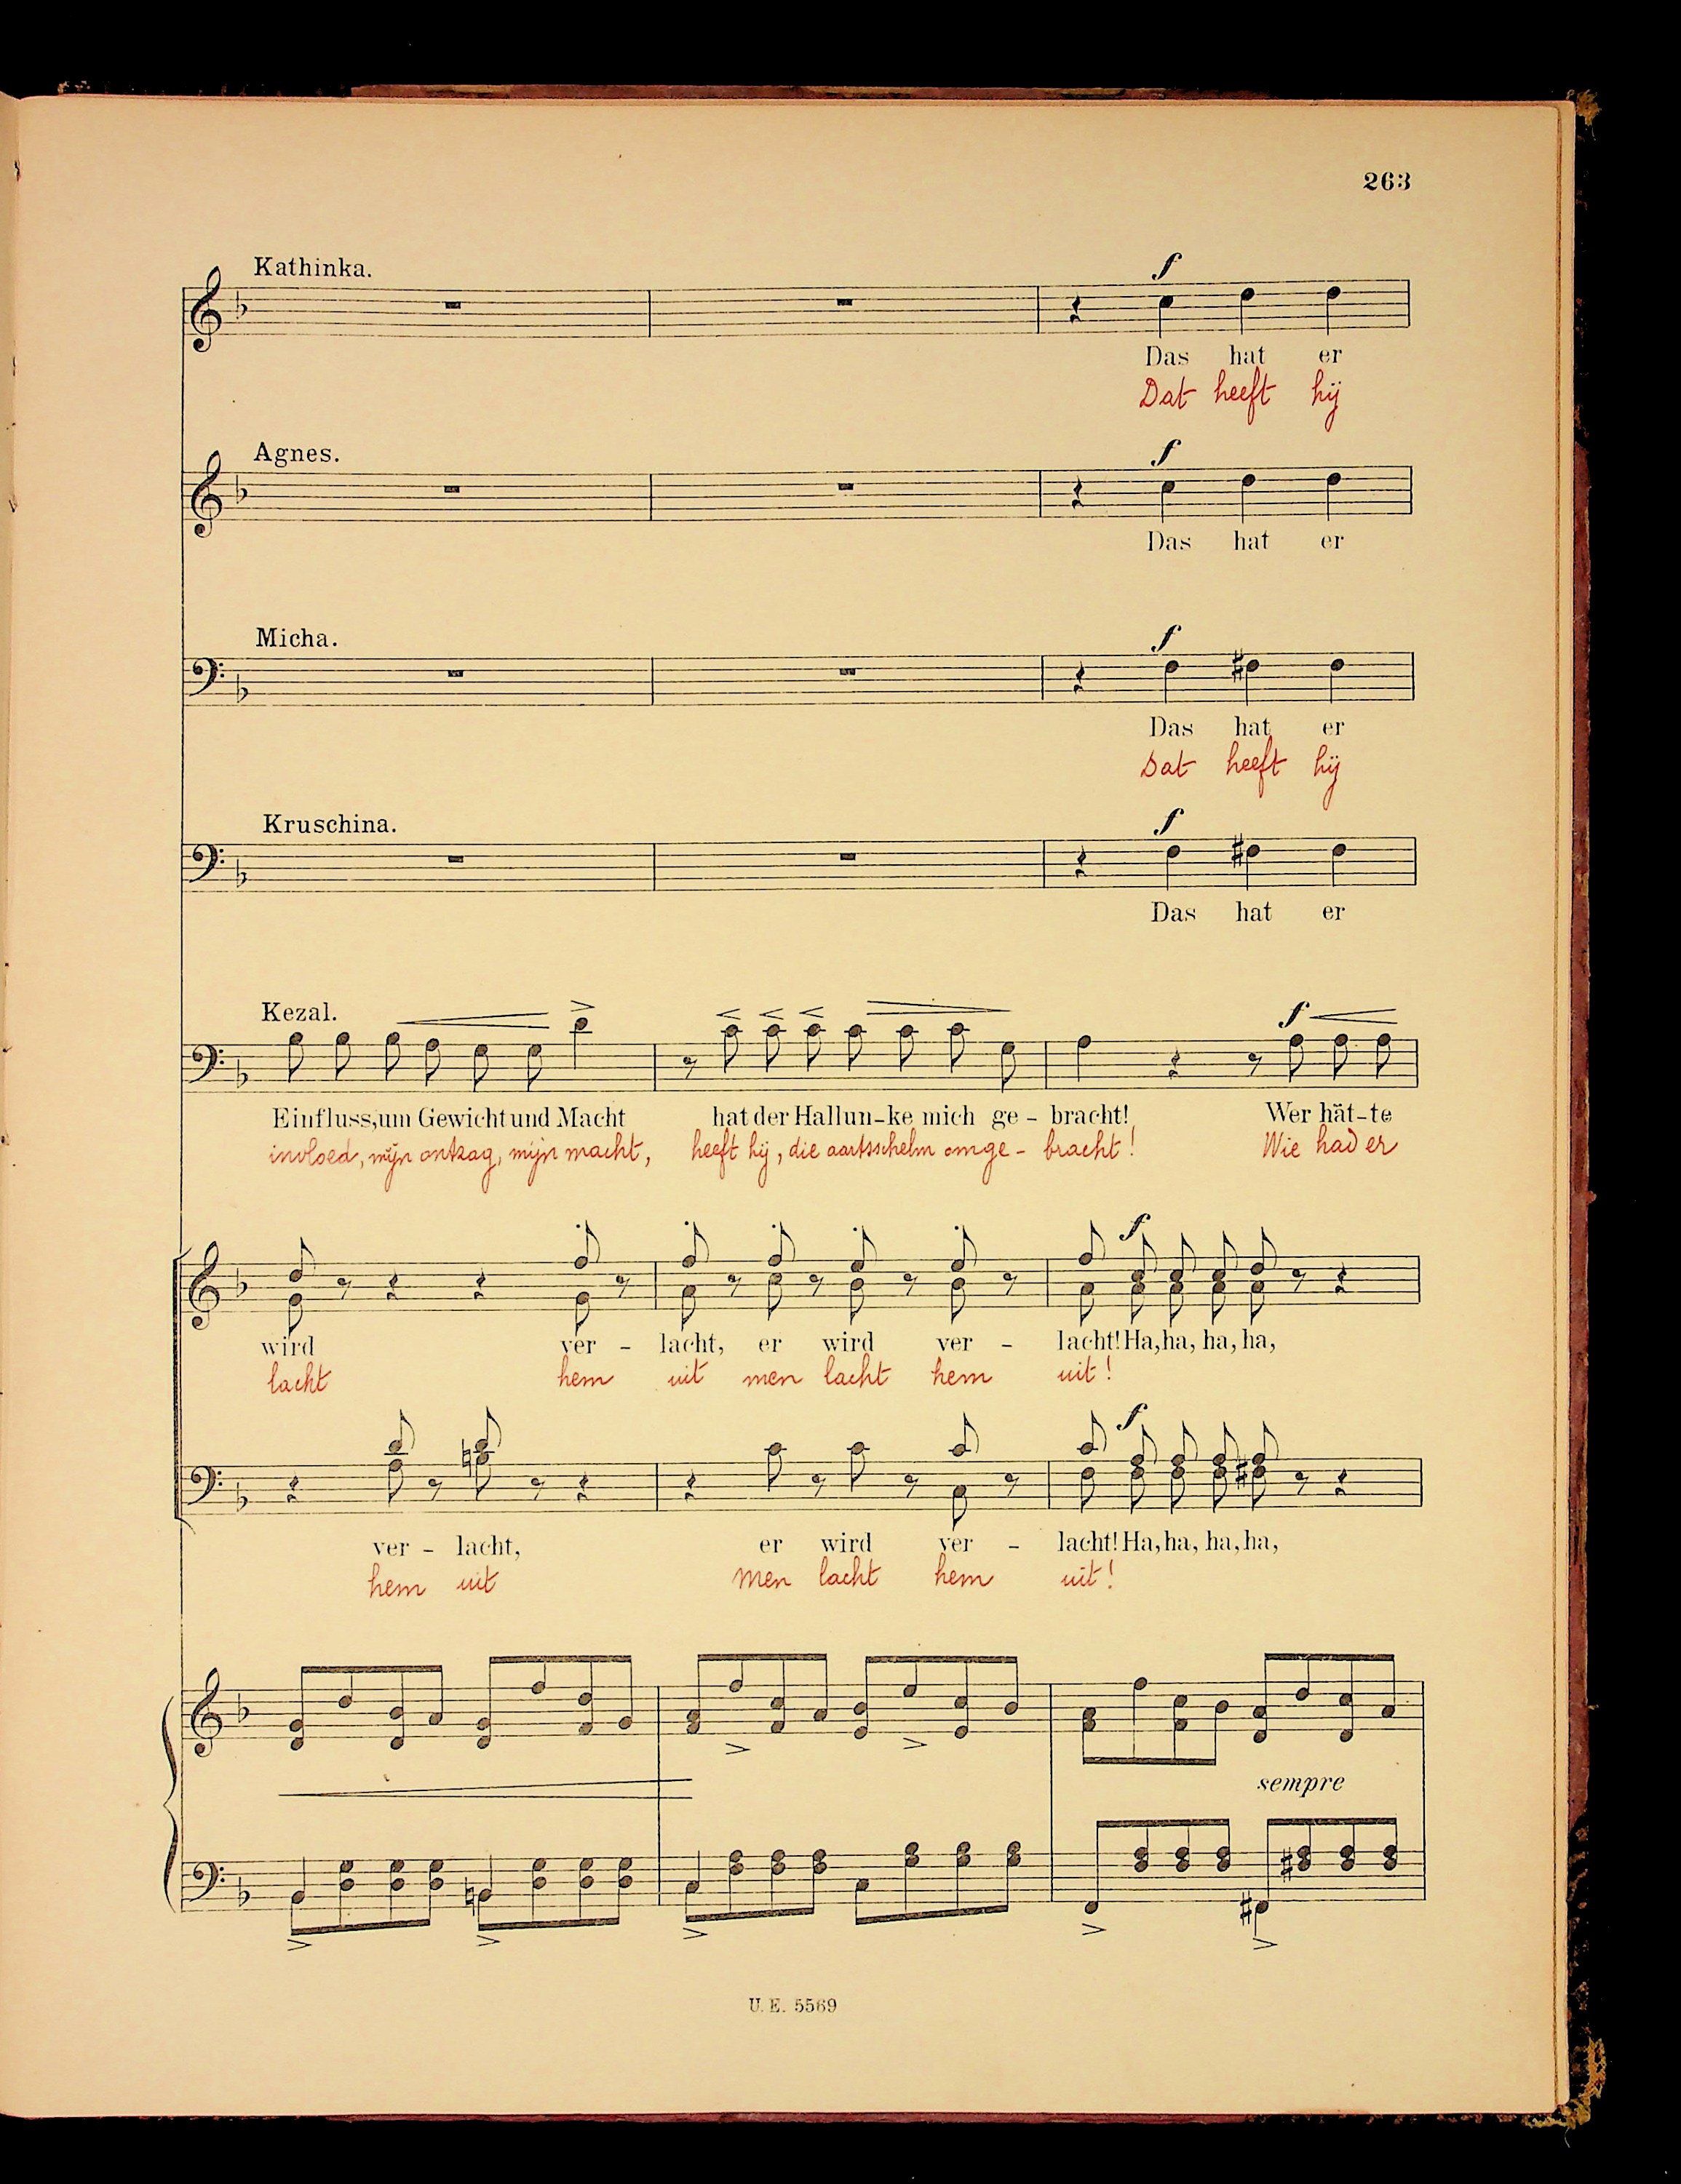 263
Kathinka.
f
Das hat er
Dat heeft hij
Agnes.
f
Das hat er
Micha.
f
Das hat er
Dat heeft hij
Kruschina.
f
Das hat er
Kezal.
f
Einfluss, um Gewicht und Macht hat der Hallun-ke mich ge-bracht! Wer hät-te
invloed, mijn ontzag, mijn macht, heeft hij, die aartsschelm omge-bracht! Wie had er
f
wird ver-lacht, er wird ver-lacht! Ha, ha, ha, ha,
lacht hem uit men lacht hem uit!
f
ver-lacht, er wird ver-lacht! Ha, ha, ha, ha,
hem uit men lacht hem uit!
sempre
U. E. 5569